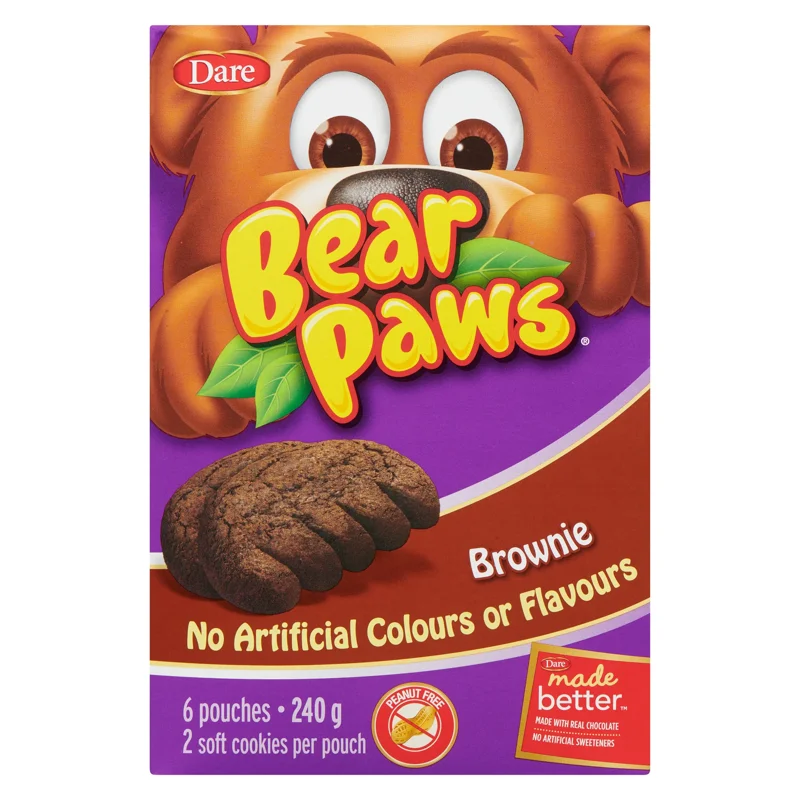 Dare
Bear
Paws®
Brownie
No Artificial Colours or Flavours
6 pouches • 240 g
2 soft cookies per pouch
PEANUT FREE
Dare
made
better™
MADE WITH REAL CHOCOLATE
NO ARTIFICIAL SWEETENERS